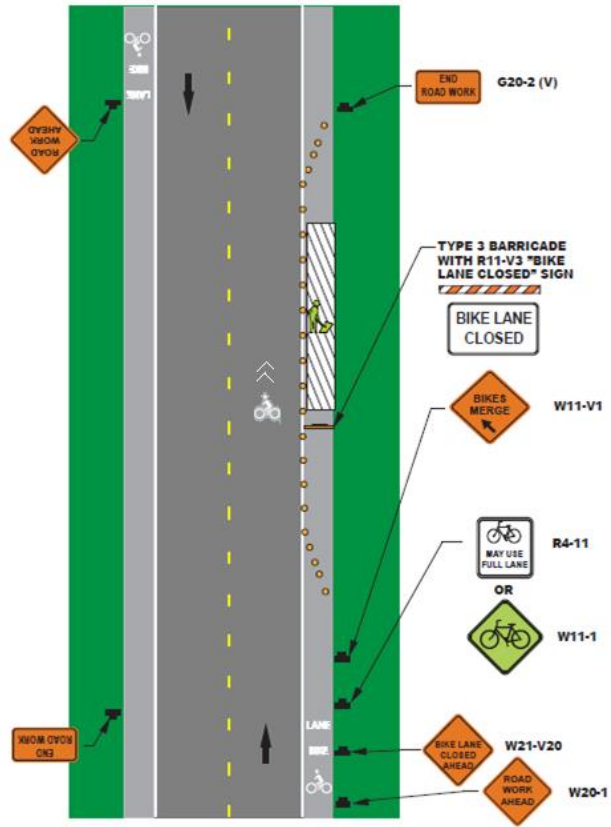 BIKE
LANE
END
ROAD WORK
G20-2 (V)
ROAD
WORK
AHEAD
TYPE 3 BARRICADE
WITH R11-V3 "BIKE
LANE CLOSED" SIGN
BIKE LANE
CLOSED
BIKES
MERGE
W11-V1
MAY USE
FULL LANE
R4-11
OR
W11-1
END
ROAD WORK
LANE
BIKE
BIKE LANE
CLOSED
AHEAD
W21-V20
ROAD
WORK
AHEAD
W20-1